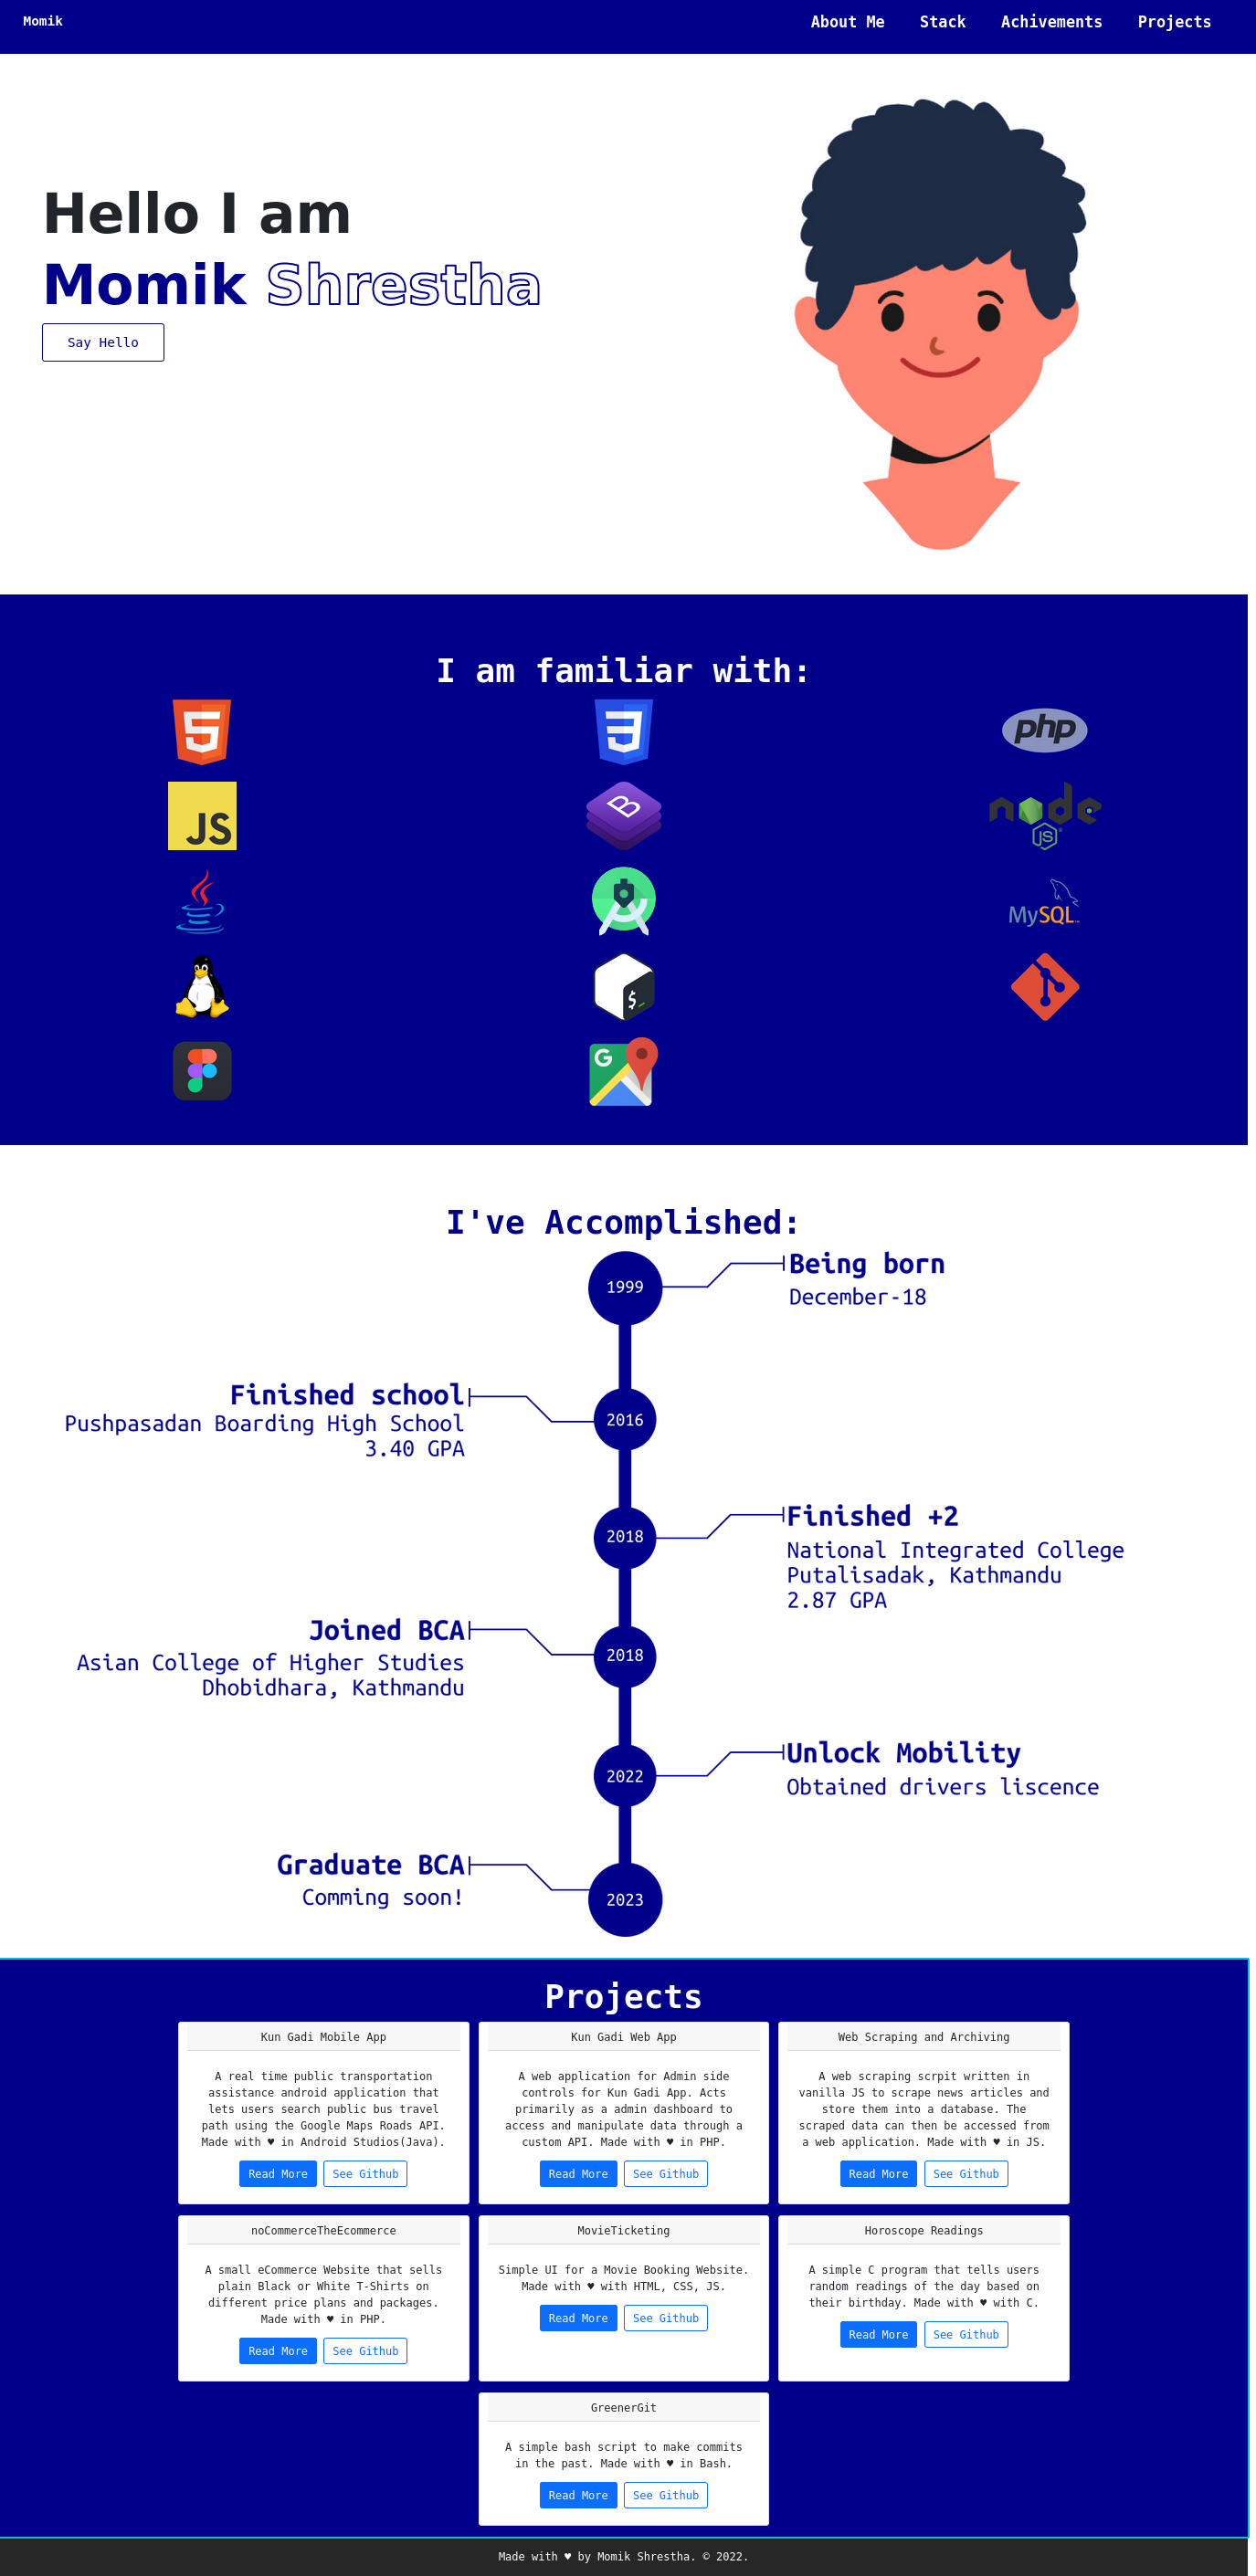 Momik
About Me Stack Achivements Projects
Hello I am
Momik Shrestha
Say Hello
I am familiar with:
5
3
php
JS
B
node
JS
MySQL
$
G
I've Accomplished:
1999
Being born
December-18
Finished school
Pushpasadan Boarding High School
3.40 GPA
2016
2018
Finished +2
National Integrated College
Putalisadak, Kathmandu
2.87 GPA
Joined BCA
Asian College of Higher Studies
Dhobidhara, Kathmandu
2018
2022
Unlock Mobility
Obtained drivers liscence
Graduate BCA
Comming soon!
2023
Projects
Kun Gadi Mobile App
A real time public transportation
assistance android application that
lets users search public bus travel
path using the Google Maps Roads API.
Made with ♥ in Android Studios(Java).
Read More See Github
Kun Gadi Web App
A web application for Admin side
controls for Kun Gadi App. Acts
primarily as a admin dashboard to
access and manipulate data through a
custom API. Made with ♥ in PHP.
Read More See Github
Web Scraping and Archiving
A web scraping scrpit written in
vanilla JS to scrape news articles and
store them into a database. The
scraped data can then be accessed from
a web application. Made with ♥ in JS.
Read More See Github
noCommerceTheEcommerce
A small eCommerce Website that sells
plain Black or White T-Shirts on
different price plans and packages.
Made with ♥ in PHP.
Read More See Github
MovieTicketing
Simple UI for a Movie Booking Website.
Made with ♥ with HTML, CSS, JS.
Read More See Github
Horoscope Readings
A simple C program that tells users
random readings of the day based on
their birthday. Made with ♥ with C.
Read More See Github
GreenerGit
A simple bash script to make commits
in the past. Made with ♥ in Bash.
Read More See Github
Made with ♥ by Momik Shrestha. © 2022.